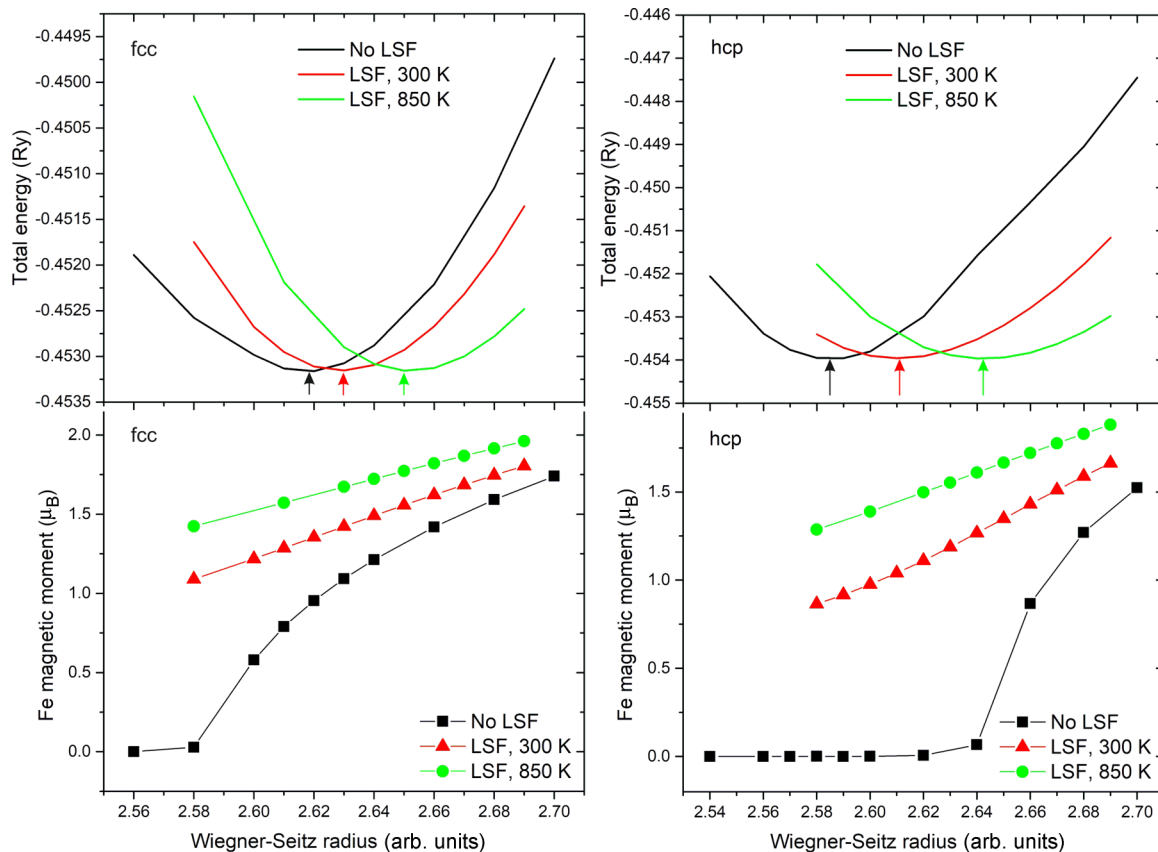 fcc
No LSF
LSF, 300 K
LSF, 850 K
Total energy (Ry)
-0.4495
-0.4500
-0.4505
-0.4510
-0.4515
-0.4520
-0.4525
-0.4530
-0.4535
hcp
No LSF
LSF, 300 K
LSF, 850 K
Total energy (Ry)
-0.446
-0.447
-0.448
-0.449
-0.450
-0.451
-0.452
-0.453
-0.454
-0.455
fcc
Fe magnetic moment (μB)
2.0
1.5
1.0
0.5
0.0
No LSF
LSF, 300 K
LSF, 850 K
2.56 2.58 2.60 2.62 2.64 2.66 2.68 2.70
Wiegner-Seitz radius (arb. units)
hcp
Fe magnetic moment (μB)
1.5
1.0
0.5
0.0
No LSF
LSF, 300 K
LSF, 850 K
2.54 2.56 2.58 2.60 2.62 2.64 2.66 2.68 2.70
Wiegner-Seitz radius (arb. units)